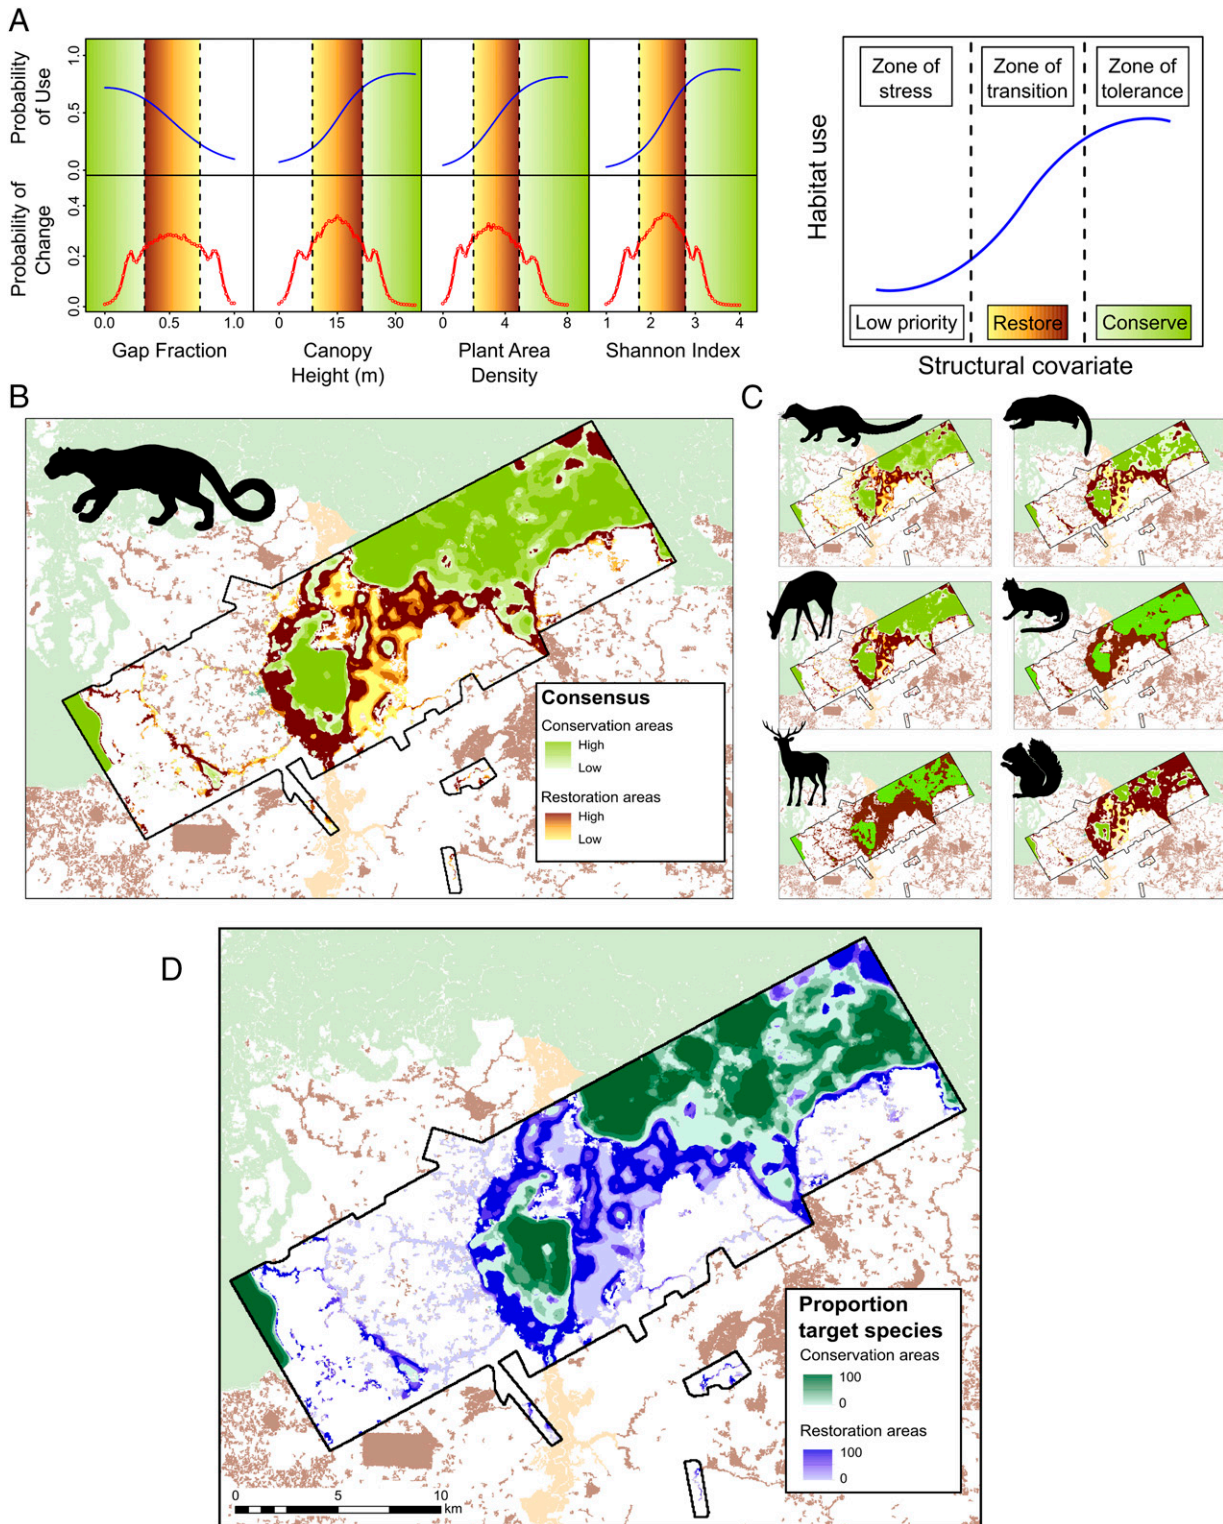 A
Probability
of Use
0.0
0.5
1.0
Probability of
Change
0.0
0.2
0.4
0.0 0.5 1.0
0 15 30
0 4 8
1 2 3 4
Gap Fraction
Canopy
Height (m)
Plant Area
Density
Shannon Index
Habitat use
Zone of
stress
Zone of
transition
Zone of
tolerance
Low priority
Restore
Conserve
Structural covariate
B
Consensus
Conservation areas
High
Low
Restoration areas
High
Low
C
D
Proportion
target species
Conservation areas
100
0
Restoration areas
100
0
0 5 10
km